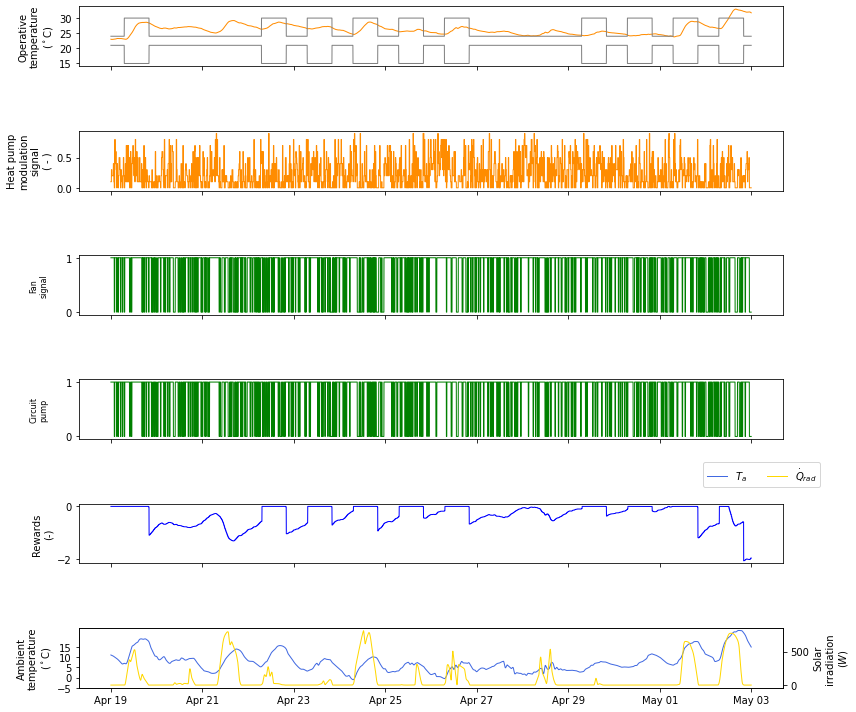 Operative
temperature
(°C)
30
25
20
15
Heat pump
modulation
signal
( - )
0.5
0.0
Fan
signal
1
0
Circuit
pump
1
0
T_a
Q̇_rad
Rewards
(-)
0
−2
Ambient
temperature
(°C)
15
10
5
0
−5
500
0
Solar
irradiation
(W)
Apr 19
Apr 21
Apr 23
Apr 25
Apr 27
Apr 29
May 01
May 03